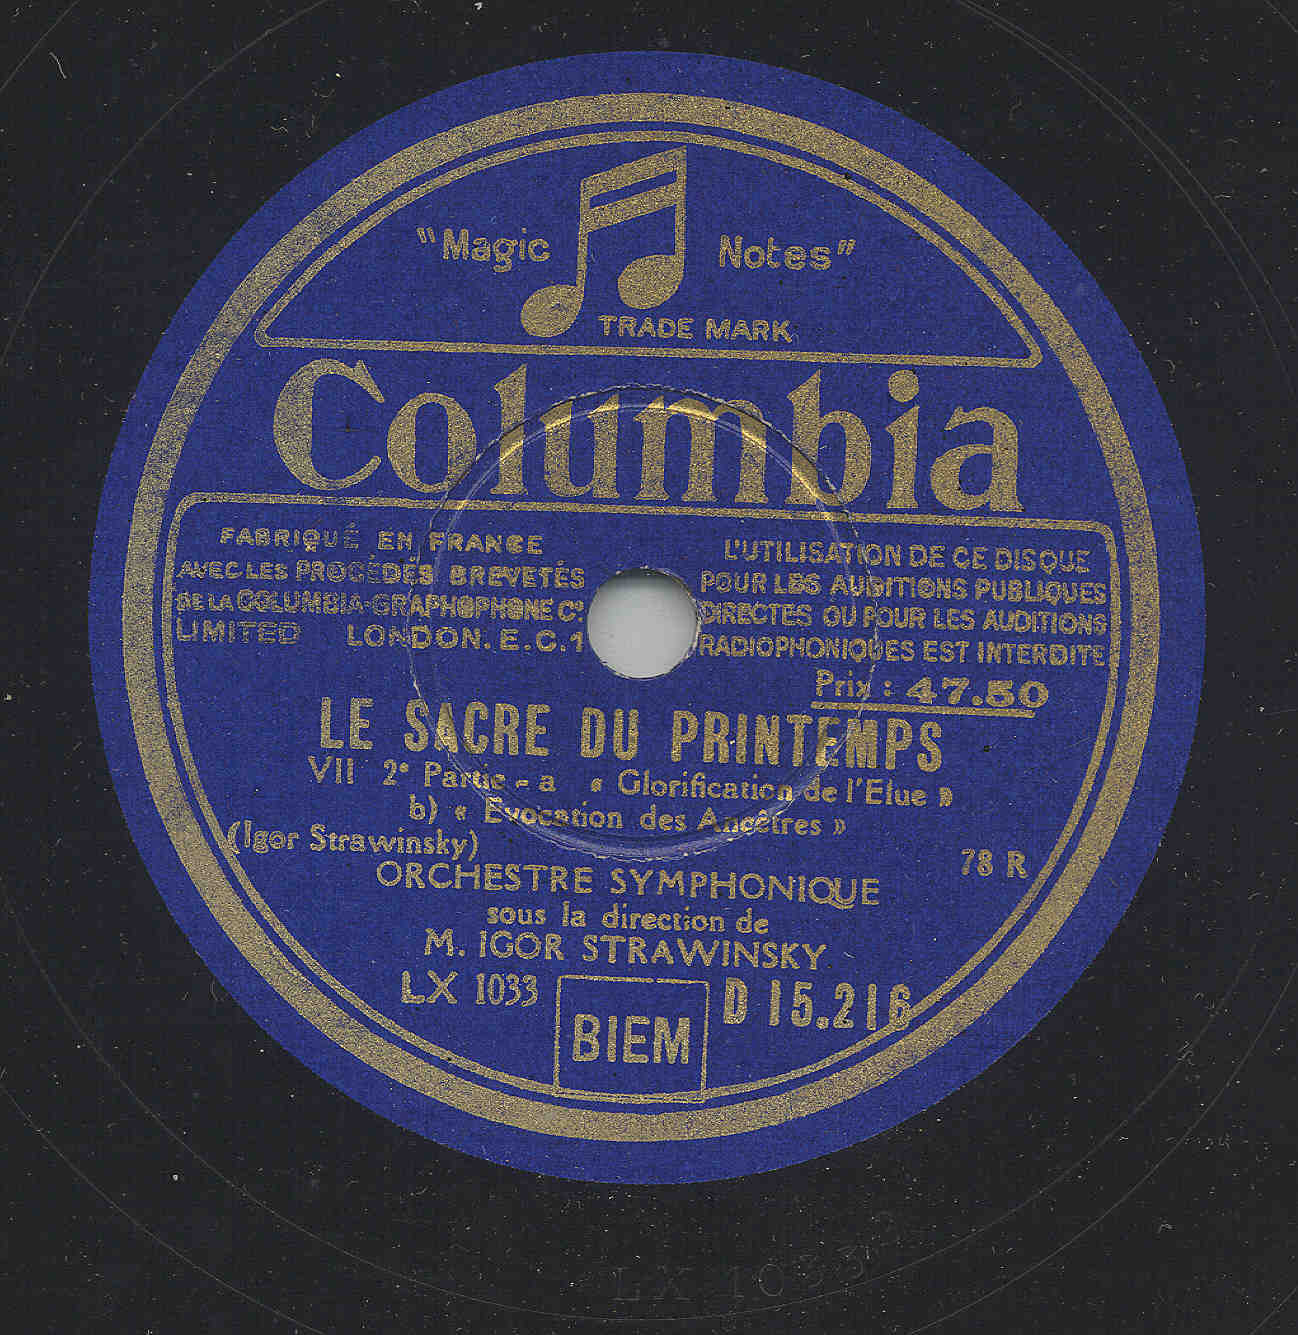 "Magic Notes"
TRADE MARK
Columbia
FABRIQUÉ EN FRANCE
AVEC LES PROCÉDÉS BREVETÉS
DE LA COLUMBIA-GRAPHOPHONE Cº.
LIMITED LONDON. E.C.1
L'UTILISATION DE CE DISQUE
POUR LES AUDITIONS PUBLIQUES
DIRECTES OU POUR LES AUDITIONS
RADIOPHONIQUES EST INTERDITE
Prix : 47.50
LE SACRE DU PRINTEMPS
VII 2e Partie - a « Glorification de l'Elue »
b) « Evocation des Ancêtres »
(Igor Strawinsky)
78 R
ORCHESTRE SYMPHONIQUE
sous la direction de
M. IGOR STRAWINSKY
LX 1033
BIEM
D 15.216
LX 1033